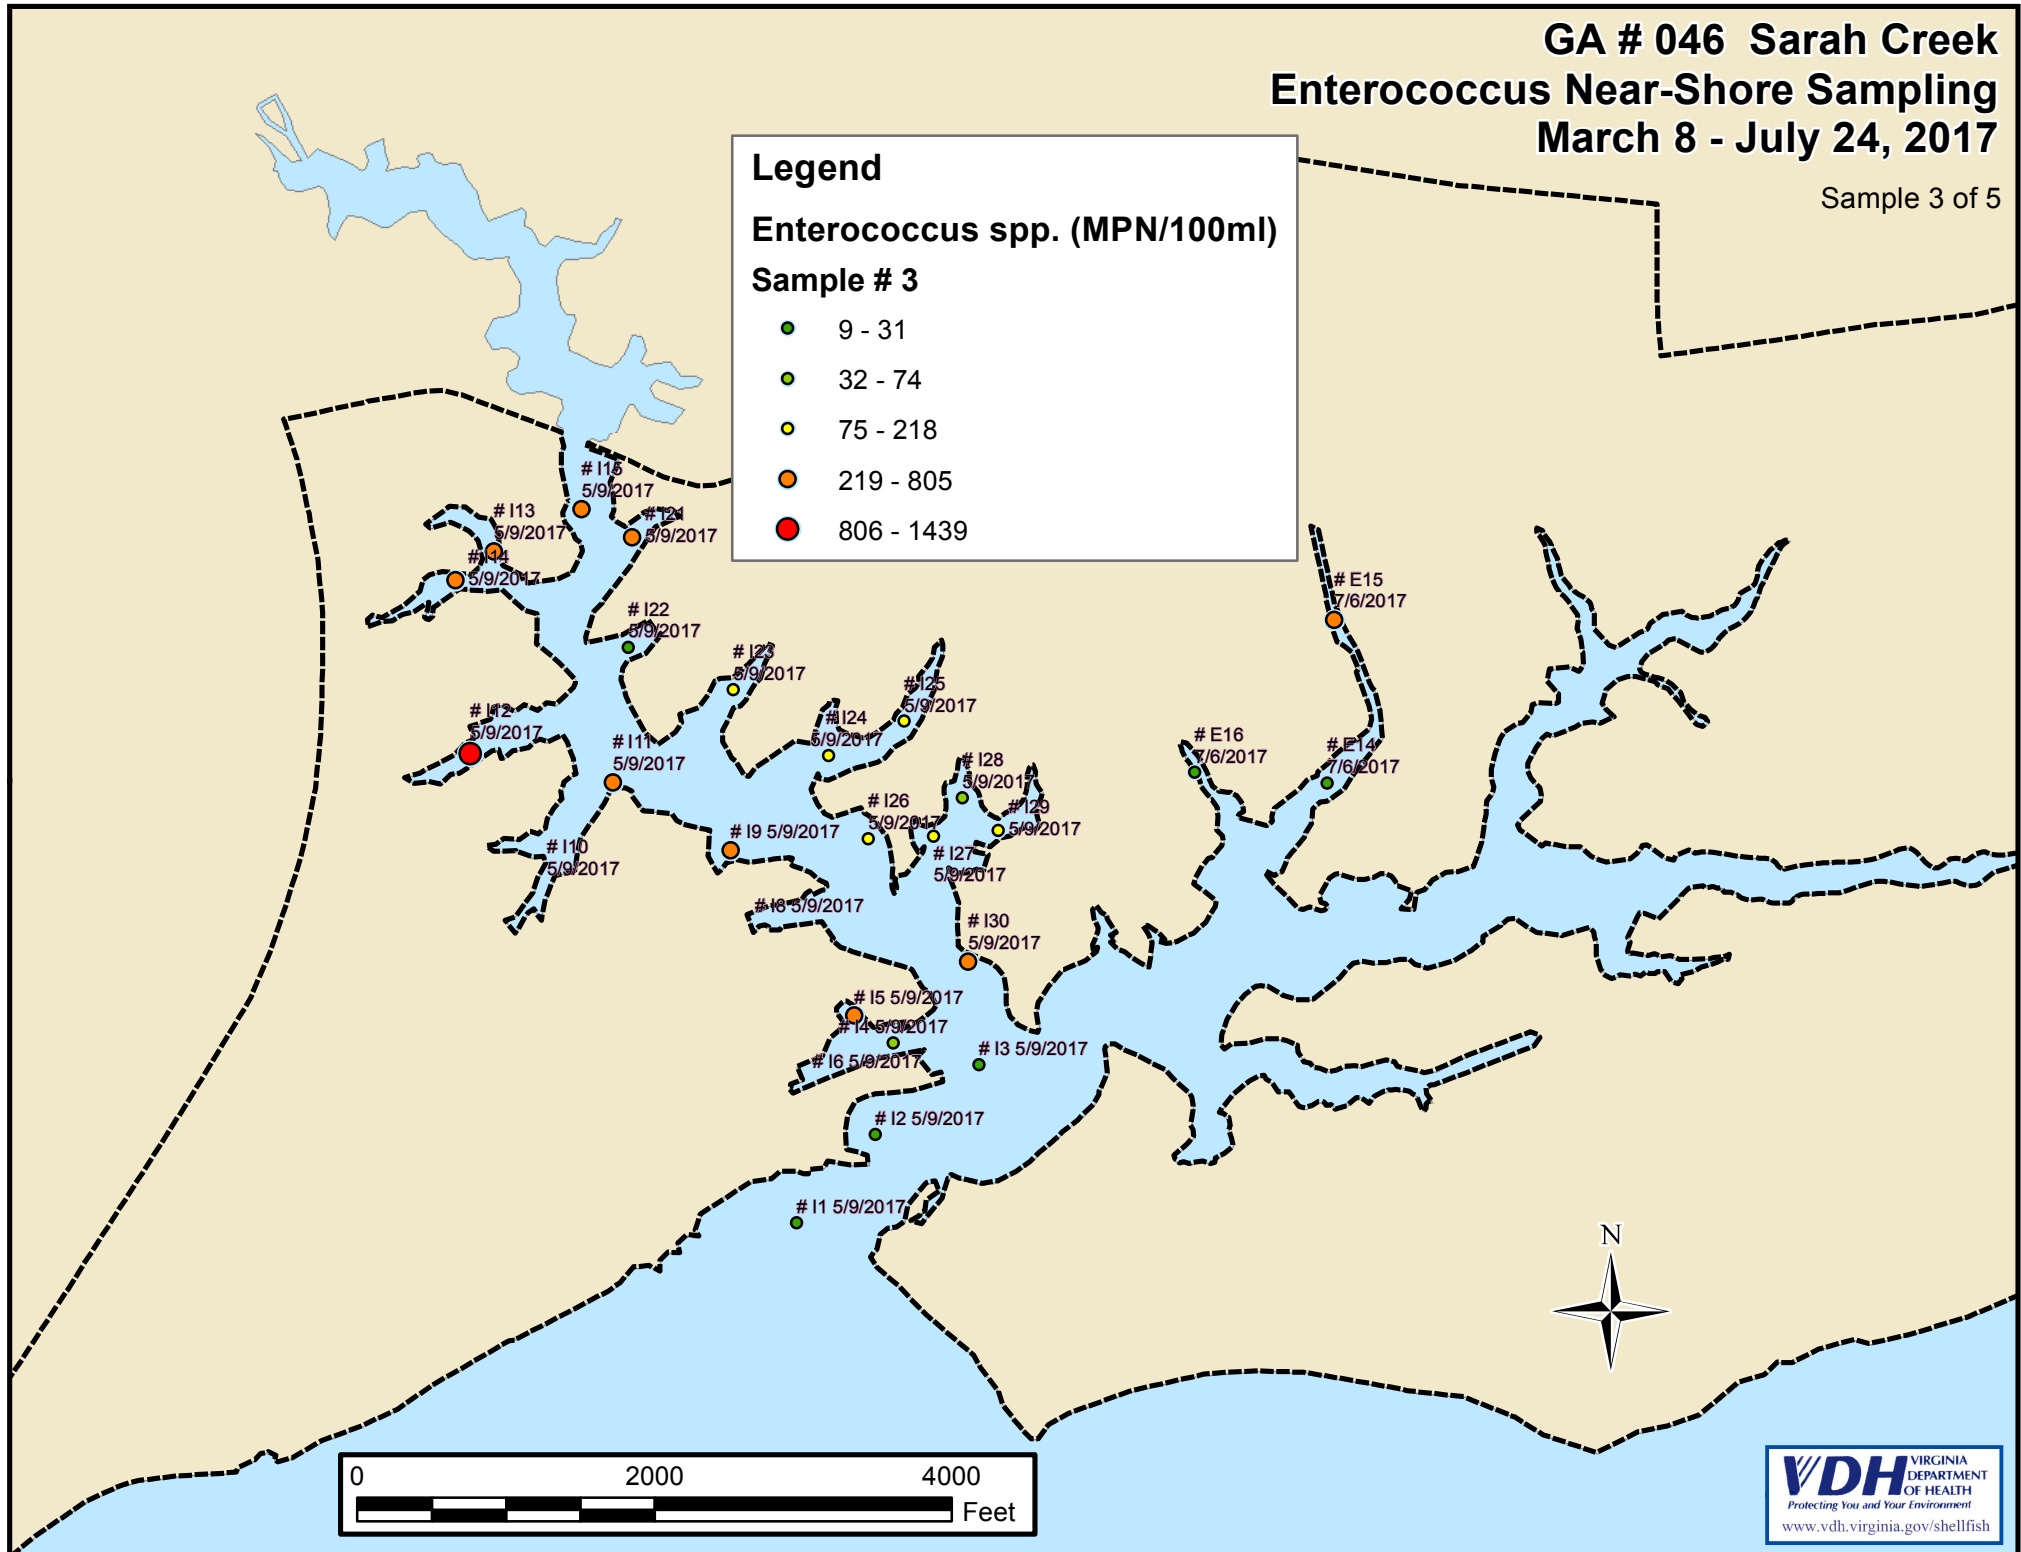 GA # 046 Sarah Creek
Enterococcus Near-Shore Sampling
March 8 - July 24, 2017
Sample 3 of 5
Legend
Enterococcus spp. (MPN/100ml)
Sample # 3
9 - 31
32 - 74
75 - 218
219 - 805
806 - 1439
# I15
5/9/2017
# I13
5/9/2017
# I21
5/9/2017
# I14
5/9/2017
# E15
7/6/2017
# I22
5/9/2017
# I23
5/9/2017
# I25
5/9/2017
# I12
5/9/2017
# I24
5/9/2017
# I11
5/9/2017
# E16
7/6/2017
# E14
7/6/2017
# I28
5/9/2017
# I26
5/9/2017
# I29
5/9/2017
# I9 5/9/2017
# I10
5/9/2017
# I27
5/9/2017
# I8 5/9/2017
# I30
5/9/2017
# I5 5/9/2017
# I4 5/9/2017
# I3 5/9/2017
# I6 5/9/2017
# I2 5/9/2017
# I1 5/9/2017
N
0 2000 4000
Feet
VDH
VIRGINIA
DEPARTMENT
OF HEALTH
Protecting You and Your Environment
www.vdh.virginia.gov/shellfish